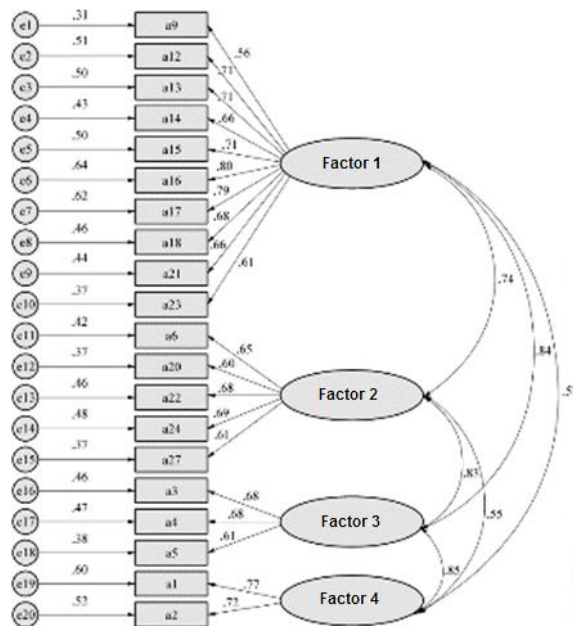 e1 .31 a9 .56
e2 .51 a12 .71
e3 .50 a13 .71
e4 .43 a14 .66
e5 .50 a15 .71
e6 .64 a16 .80
e7 .62 a17 .79
e8 .46 a18 .68
e9 .44 a21 .66
e10 .37 a23 .61
Factor 1
e11 .42 a6 .65
e12 .37 a20 .60
e13 .46 a22 .68
e14 .48 a24 .69
e15 .37 a27 .61
Factor 2
e16 .46 a3 .68
e17 .47 a4 .68
e18 .38 a5 .61
Factor 3
e19 .60 a1 .77
e20 .52 a2 .72
Factor 4
.74
.84
.83
.55
.85